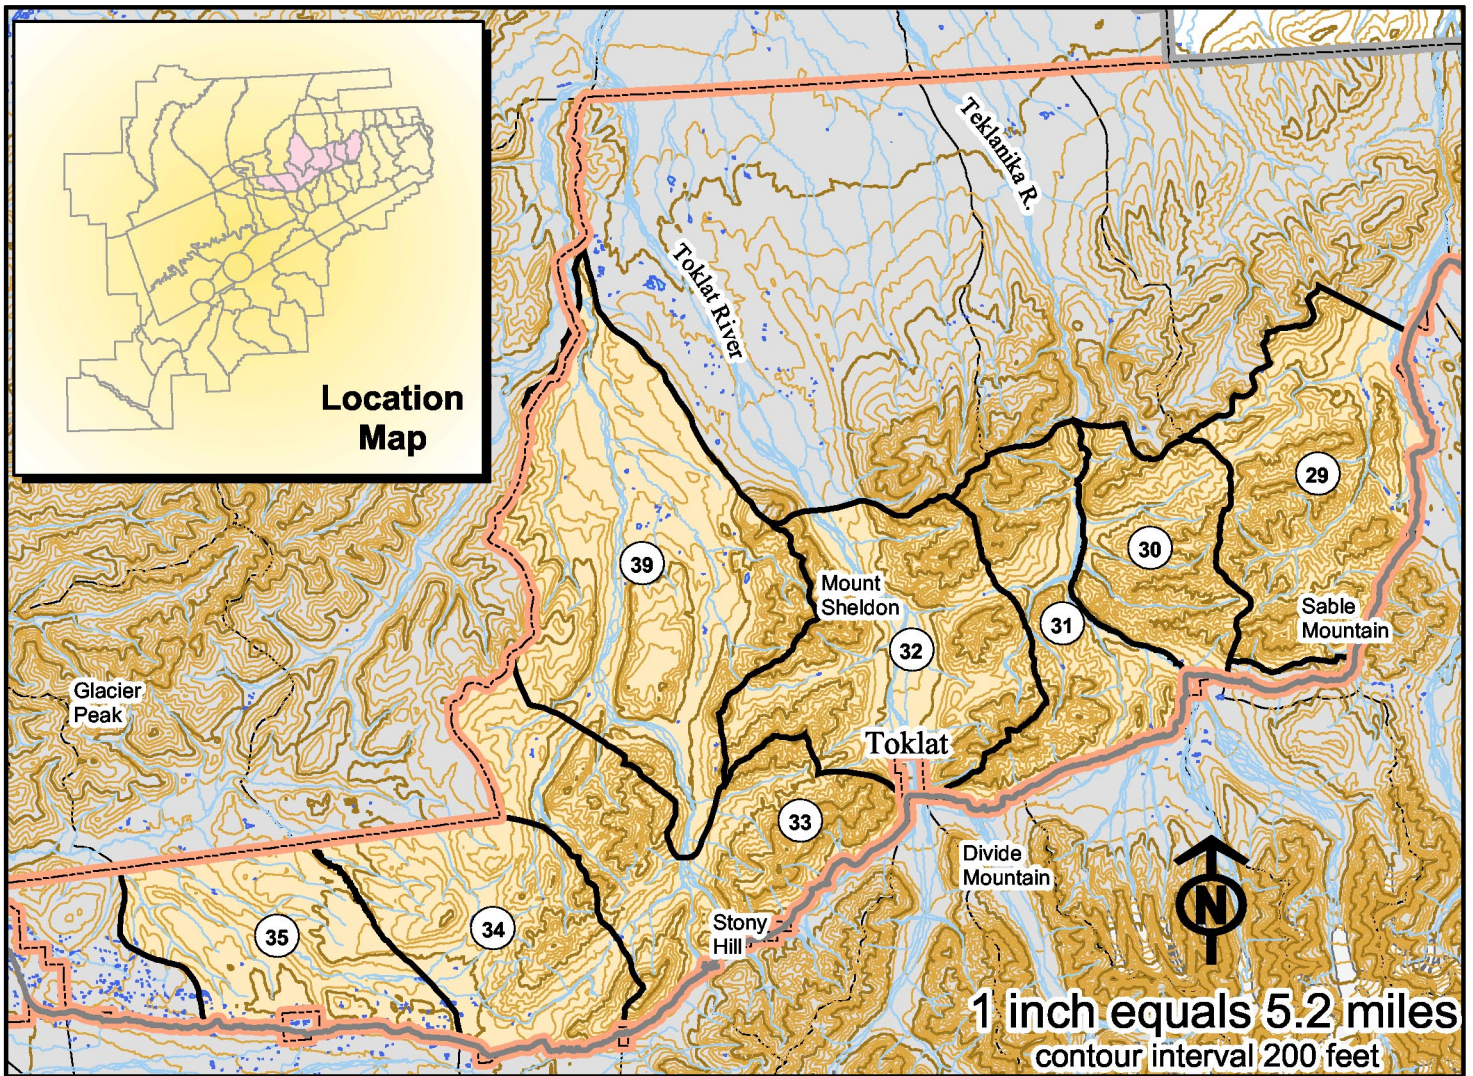 Location
Map
Teklanika R.
Toklat River
29
39
30
Mount
Sheldon
31
Sable
Mountain
32
Glacier
Peak
Toklat
33
Divide
Mountain
N
Stony
Hill
34
35
1 inch equals 5.2 miles
contour interval 200 feet